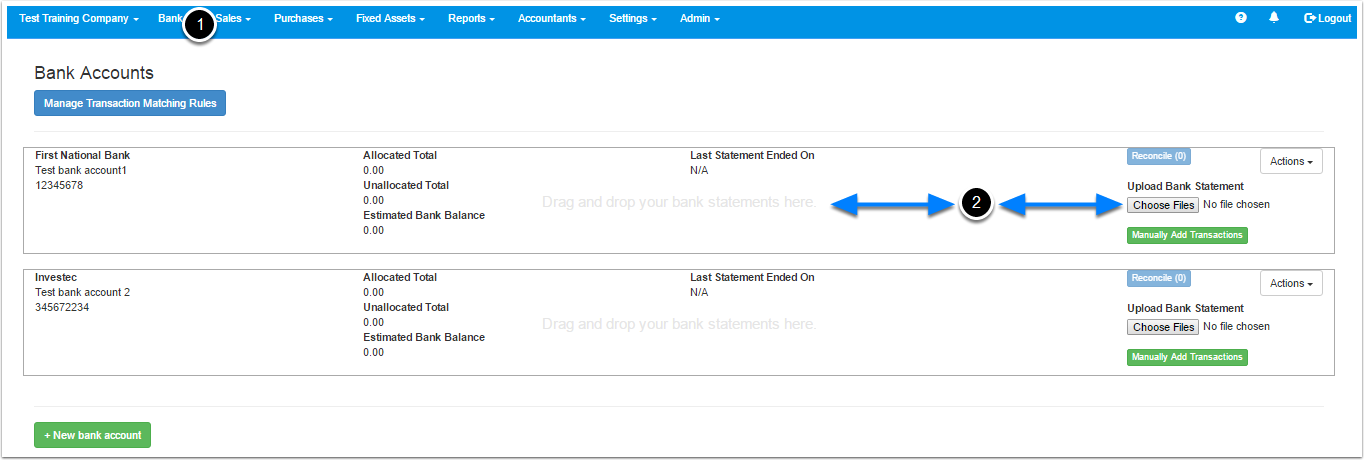 Test Training Company Bank Sales Purchases Fixed Assets Reports Accountants Settings Admin ? Logout
1
Bank Accounts
Manage Transaction Matching Rules
First National Bank Allocated Total Last Statement Ended On Reconcile (0) Actions
Test bank account1 0.00 N/A
12345678 Unallocated Total Upload Bank Statement
0.00 Drag and drop your bank statements here. 2 Choose Files No file chosen
Estimated Bank Balance
0.00 Manually Add Transactions
Investec Allocated Total Last Statement Ended On Reconcile (0) Actions
Test bank account 2 0.00 N/A
345672234 Unallocated Total Upload Bank Statement
0.00 Drag and drop your bank statements here. Choose Files No file chosen
Estimated Bank Balance
0.00 Manually Add Transactions
+ New bank account